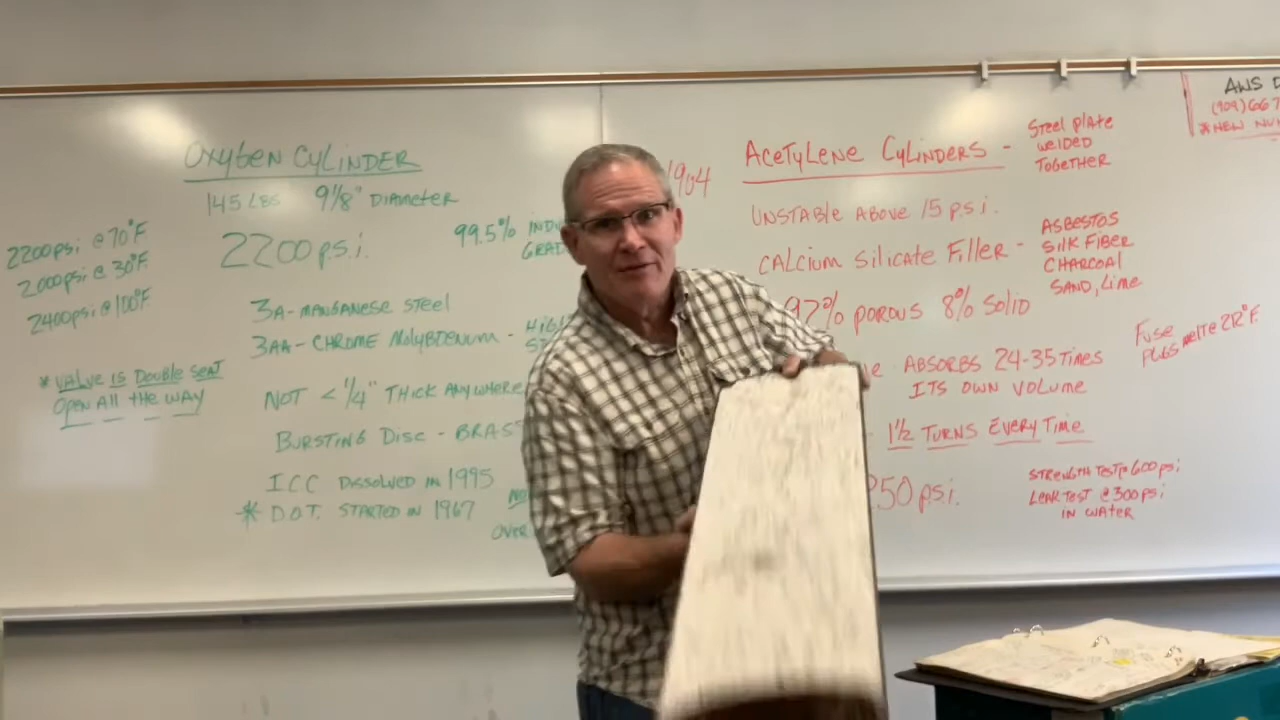 OXYGEN CYLINDER
145 LBS 9 1/8" DIAMETER
2200psi @ 70°F
2000psi @ 30°F.
2400psi @ 100°F
2200 p.s.i.
99.5%
3A - MANGANESE STEEL
3AA - CHROME MOLYBDENUM -
* VALVE IS DOUBLE SEAT
OPEN ALL THE WAY
NOT < 1/4" THICK ANYWHERE
BURSTING DISC -
ICC DISSOLVED IN 1995
* D.O.T. STARTED IN 1967
OVER
1904
ACETYLENE CYLINDERS -
STEEL PLATE
WELDED
TOGETHER
UNSTABLE ABOVE 15 p.s.i.
CALCIUM SILICATE FILLER -
ASBESTOS
SILK FIBER
CHARCOAL
SAND, LIME
92% POROUS 8% SOLID
ABSORBS 24-35 TIMES
ITS OWN VOLUME
FUSE
PLUGS MELT @ 212°F.
- 1 1/2 TURNS EVERY TIME
250 p.s.i.
STRENGTH TEST @ 600 psi
LEAK TEST @ 300 psi
IN WATER
AWS
(909) 667
* NEW